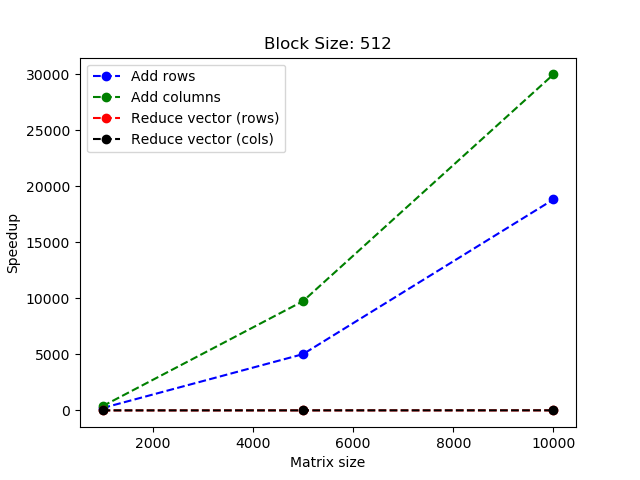 Block Size: 512
Add rows
Add columns
Reduce vector (rows)
Reduce vector (cols)
30000
25000
20000
15000
10000
5000
0
Speedup
2000 4000 6000 8000 10000
Matrix size